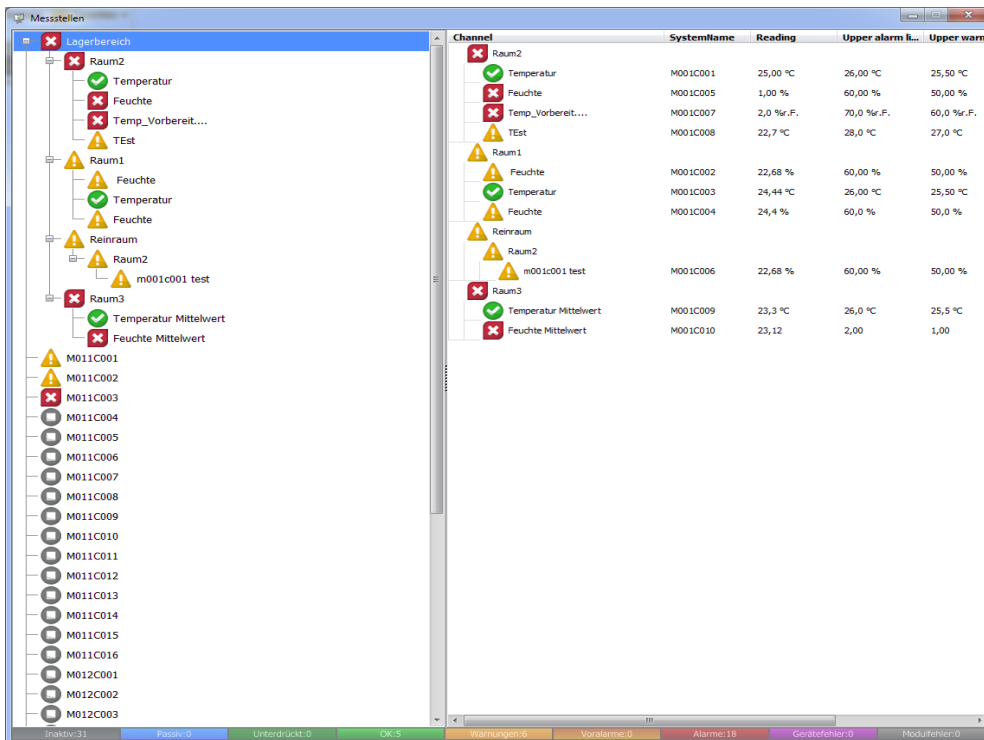 Messstellen
Lagerbereich
Raum2
Temperatur
Feuchte
Temp_Vorbereit....
TEst
Raum1
Feuchte
Temperatur
Feuchte
Reinraum
Raum2
m001c001 test
Raum3
Temperatur Mittelwert
Feuchte Mittelwert
M011C001
M011C002
M011C003
M011C004
M011C005
M011C006
M011C007
M011C008
M011C009
M011C010
M011C011
M011C012
M011C013
M011C014
M011C015
M011C016
M012C001
M012C002
M012C003
Channel SystemName Reading Upper alarm li... Upper warn
Raum2
Temperatur M001C001 25,00 °C 26,00 °C 25,50 °C
Feuchte M001C005 1,00 % 60,00 % 50,00 %
Temp_Vorbereit.... M001C007 2,0 %r.F. 70,0 %r.F. 60,0 %r.F.
TEst M001C008 22,7 °C 28,0 °C 27,0 °C
Raum1
Feuchte M001C002 22,68 % 60,00 % 50,00 %
Temperatur M001C003 24,44 °C 26,00 °C 25,50 °C
Feuchte M001C004 24,4 % 60,0 % 50,0 %
Reinraum
Raum2
m001c001 test M001C006 22,68 % 60,00 % 50,00 %
Raum3
Temperatur Mittelwert M001C009 23,3 °C 26,0 °C 25,5 °C
Feuchte Mittelwert M001C010 23,12 2,00 1,00
Inaktiv:31 Passiv:0 Unterdrückt:0 OK:5 Warnungen:6 Voralarme:0 Alarme:18 Gerätefehler:0 Modulfehler:0